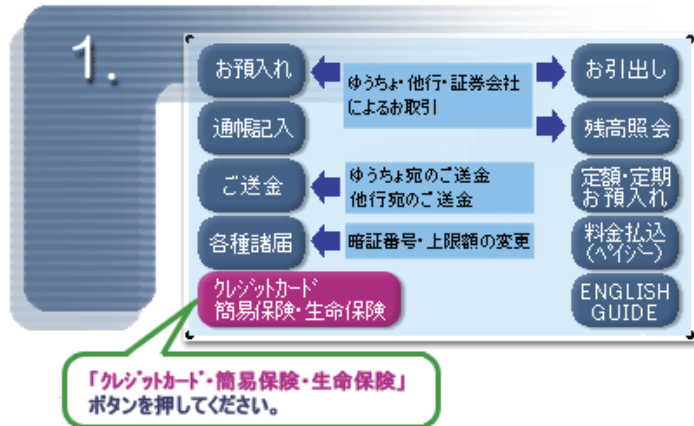 1.
お預入れ
ゆうちょ・他行・証券会社
によるお取引
お引出し
通帳記入
残高照会
ご送金
ゆうちょ宛のご送金
他行宛のご送金
定額・定期
お預入れ
各種諸届
暗証番号・上限額の変更
料金払込
(ペイジー)
クレジットカード
簡易保険・生命保険
ENGLISH
GUIDE
「クレジットカード・簡易保険・生命保険」
ボタンを押してください。